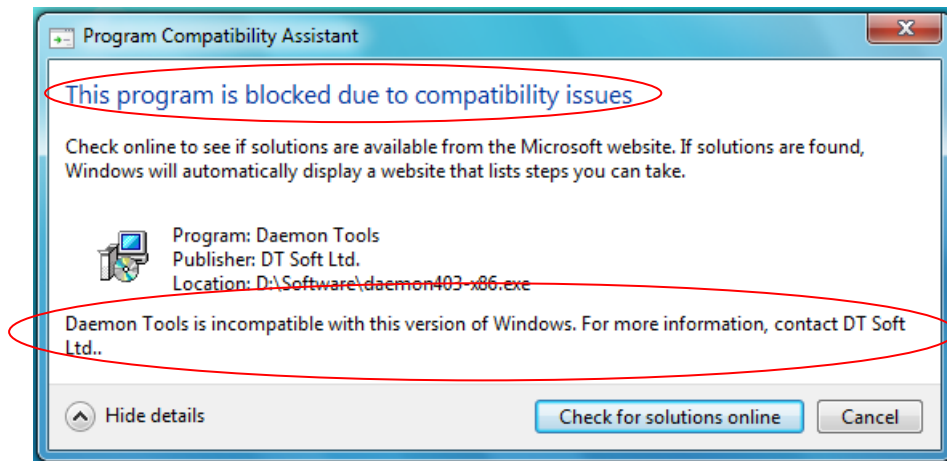 Program Compatibility Assistant
This program is blocked due to compatibility issues
Check online to see if solutions are available from the Microsoft website. If solutions are found,
Windows will automatically display a website that lists steps you can take.
Program: Daemon Tools
Publisher: DT Soft Ltd.
Location: D:\Software\daemon403-x86.exe
Daemon Tools is incompatible with this version of Windows. For more information, contact DT Soft
Ltd..
Hide details
Check for solutions online
Cancel